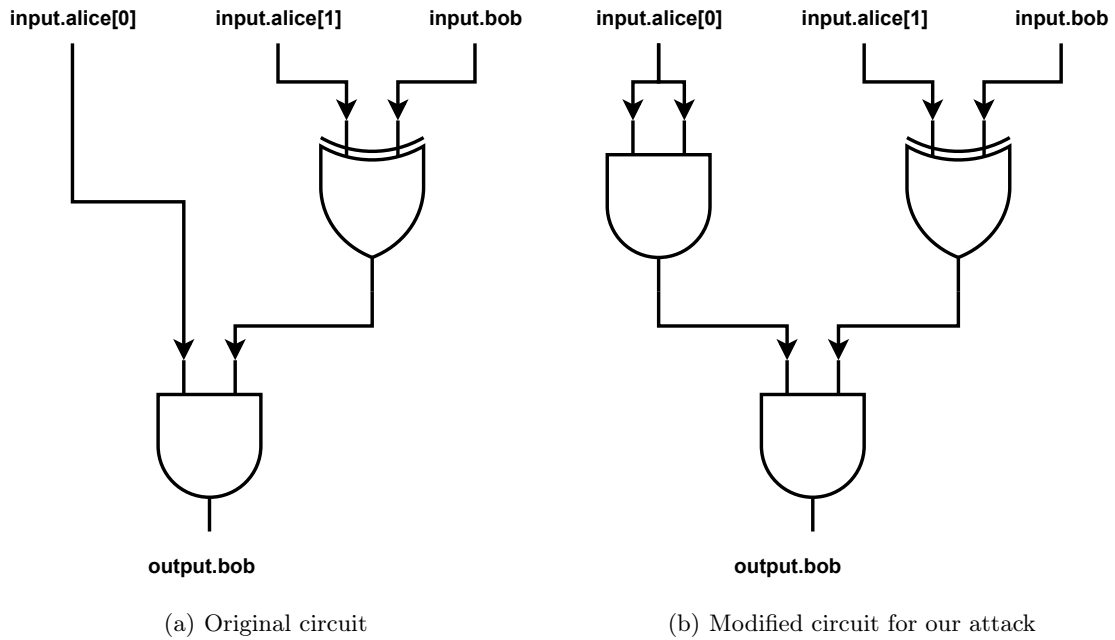 input.alice[0] input.alice[1] input.bob
output.bob
(a) Original circuit
input.alice[0] input.alice[1] input.bob
output.bob
(b) Modified circuit for our attack